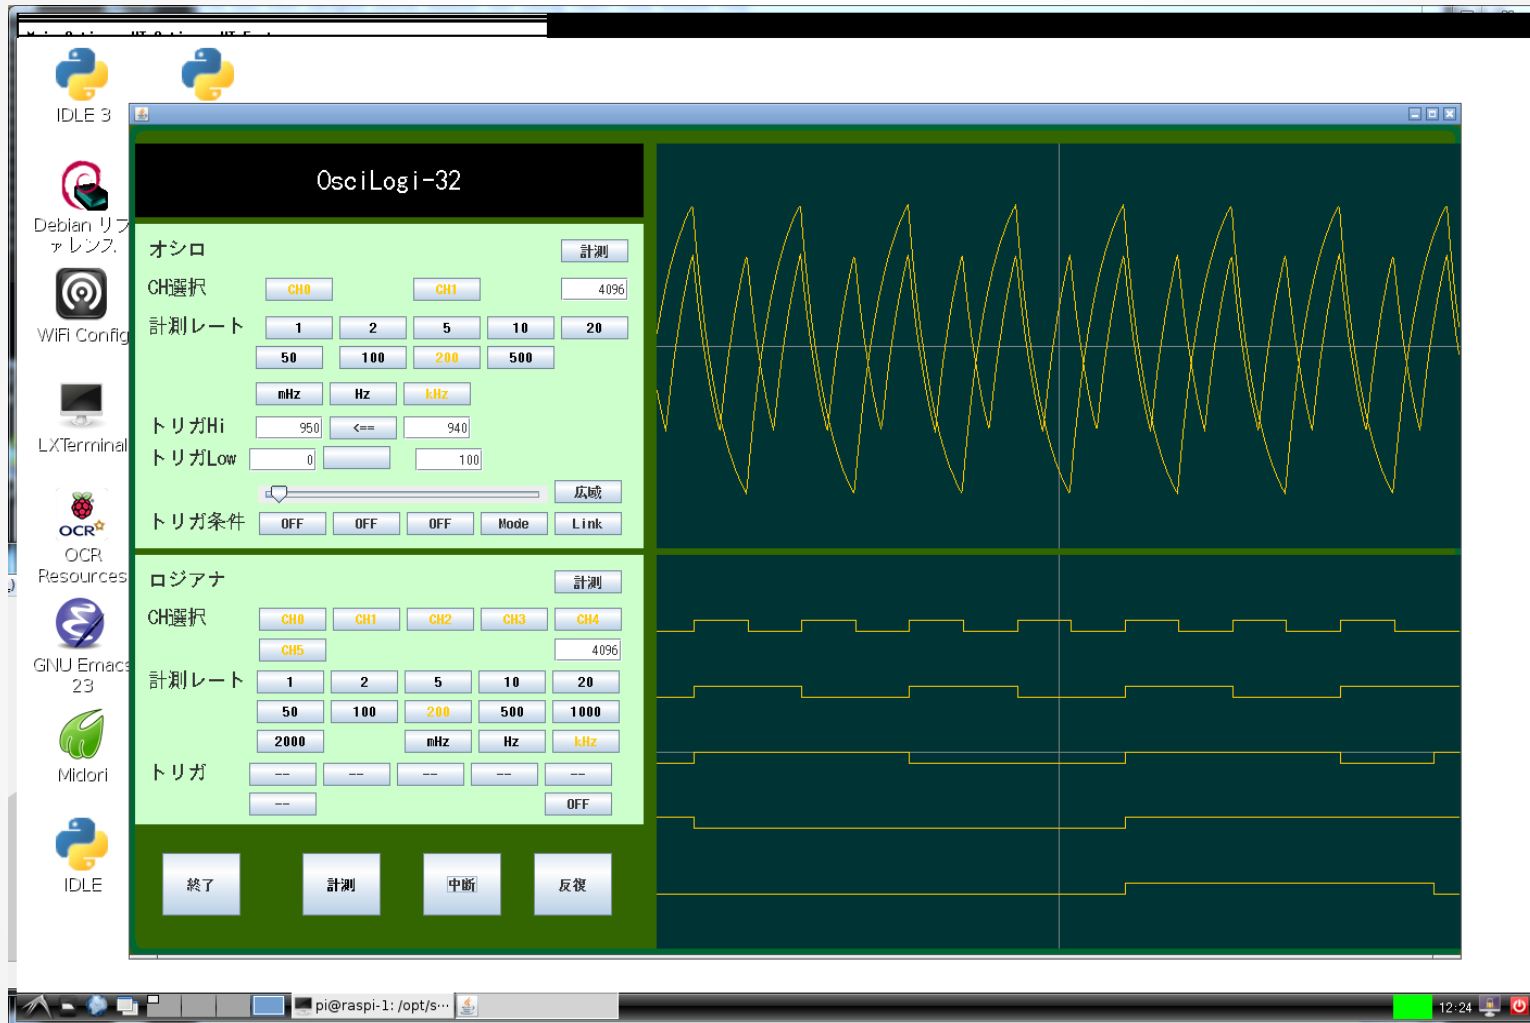 IDLE 3
Debian リフ
ァレンス
WiFi Config
LXTerminal
OCR
OCR
Resources
GNU Emacs
23
Midori
IDLE
OsciLogi-32
オシロ
計測
CH選択
CH0
CH1
4096
計測レート
1
2
5
10
20
50
100
200
500
mHz
Hz
kHz
トリガHi
950
<==
940
トリガLow
0
100
広域
トリガ条件
OFF
OFF
OFF
Mode
Link
ロジアナ
計測
CH選択
CH0
CH1
CH2
CH3
CH4
CH5
4096
計測レート
1
2
5
10
20
50
100
200
500
1000
2000
mHz
Hz
kHz
トリガ
--
--
--
--
--
--
OFF
終了
計測
中断
反復
pi@raspi-1: /opt/s…
12:24